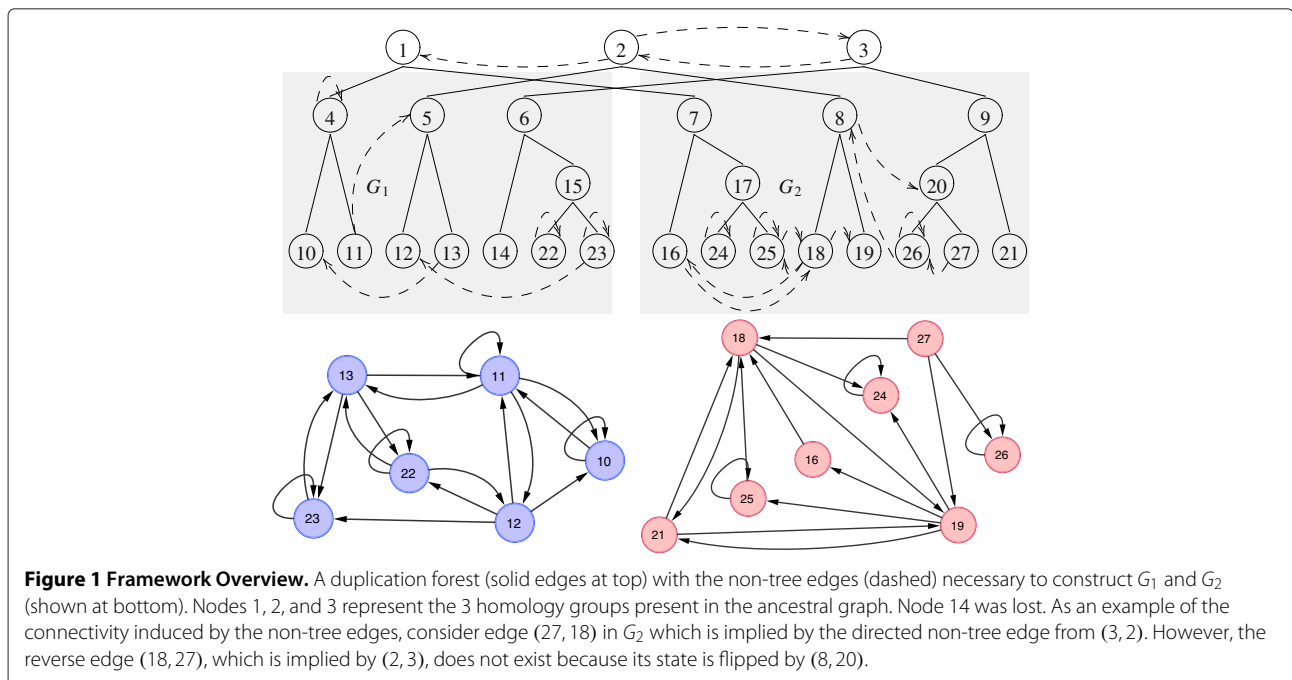 1 2 3
4 5 6 7 8 9
G1 G2
15 17 20
10 11 12 13 14 22 23 16 24 25 18 19 26 27 21
18 27
13 11 24
22 10 16 26
23 12 25 21 19
Figure 1 Framework Overview. A duplication forest (solid edges at top) with the non-tree edges (dashed) necessary to construct G1 and G2
(shown at bottom). Nodes 1, 2, and 3 represent the 3 homology groups present in the ancestral graph. Node 14 was lost. As an example of the
connectivity induced by the non-tree edges, consider edge (27, 18) in G2 which is implied by the directed non-tree edge from (3, 2). However, the
reverse edge (18, 27), which is implied by (2, 3), does not exist because its state is flipped by (8, 20).